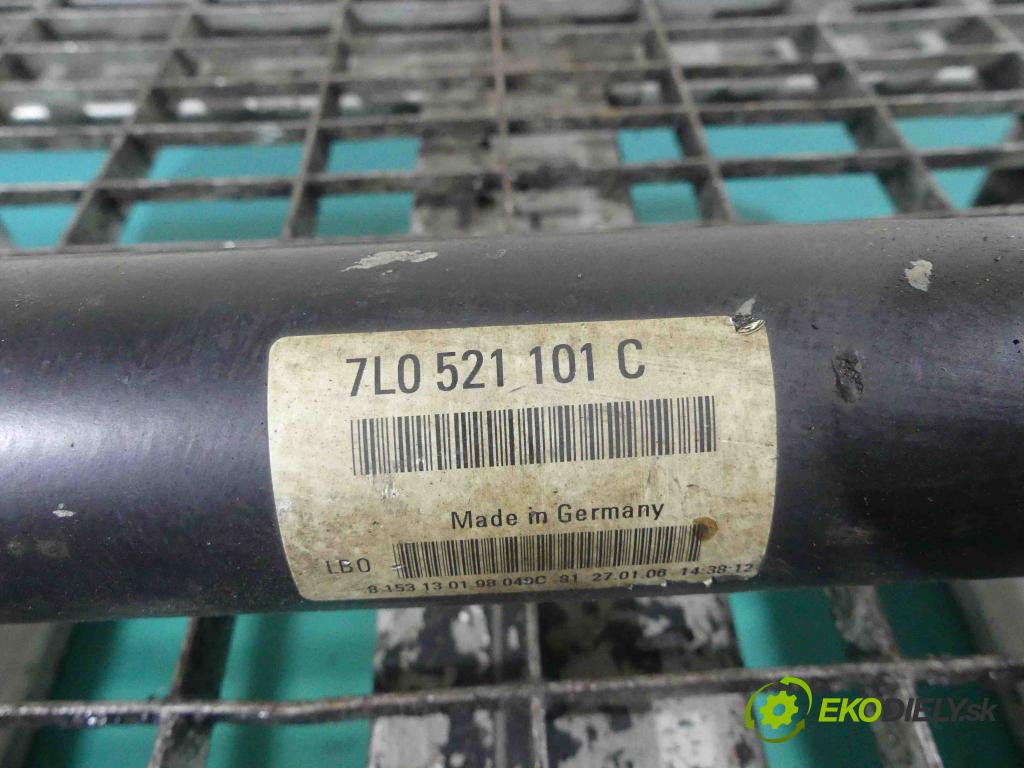 7L0 521 101 C
Made in Germany
LBO
8 153 13 01 98 049C 81 27.01.06 14:38:12
EKODIELY.sk